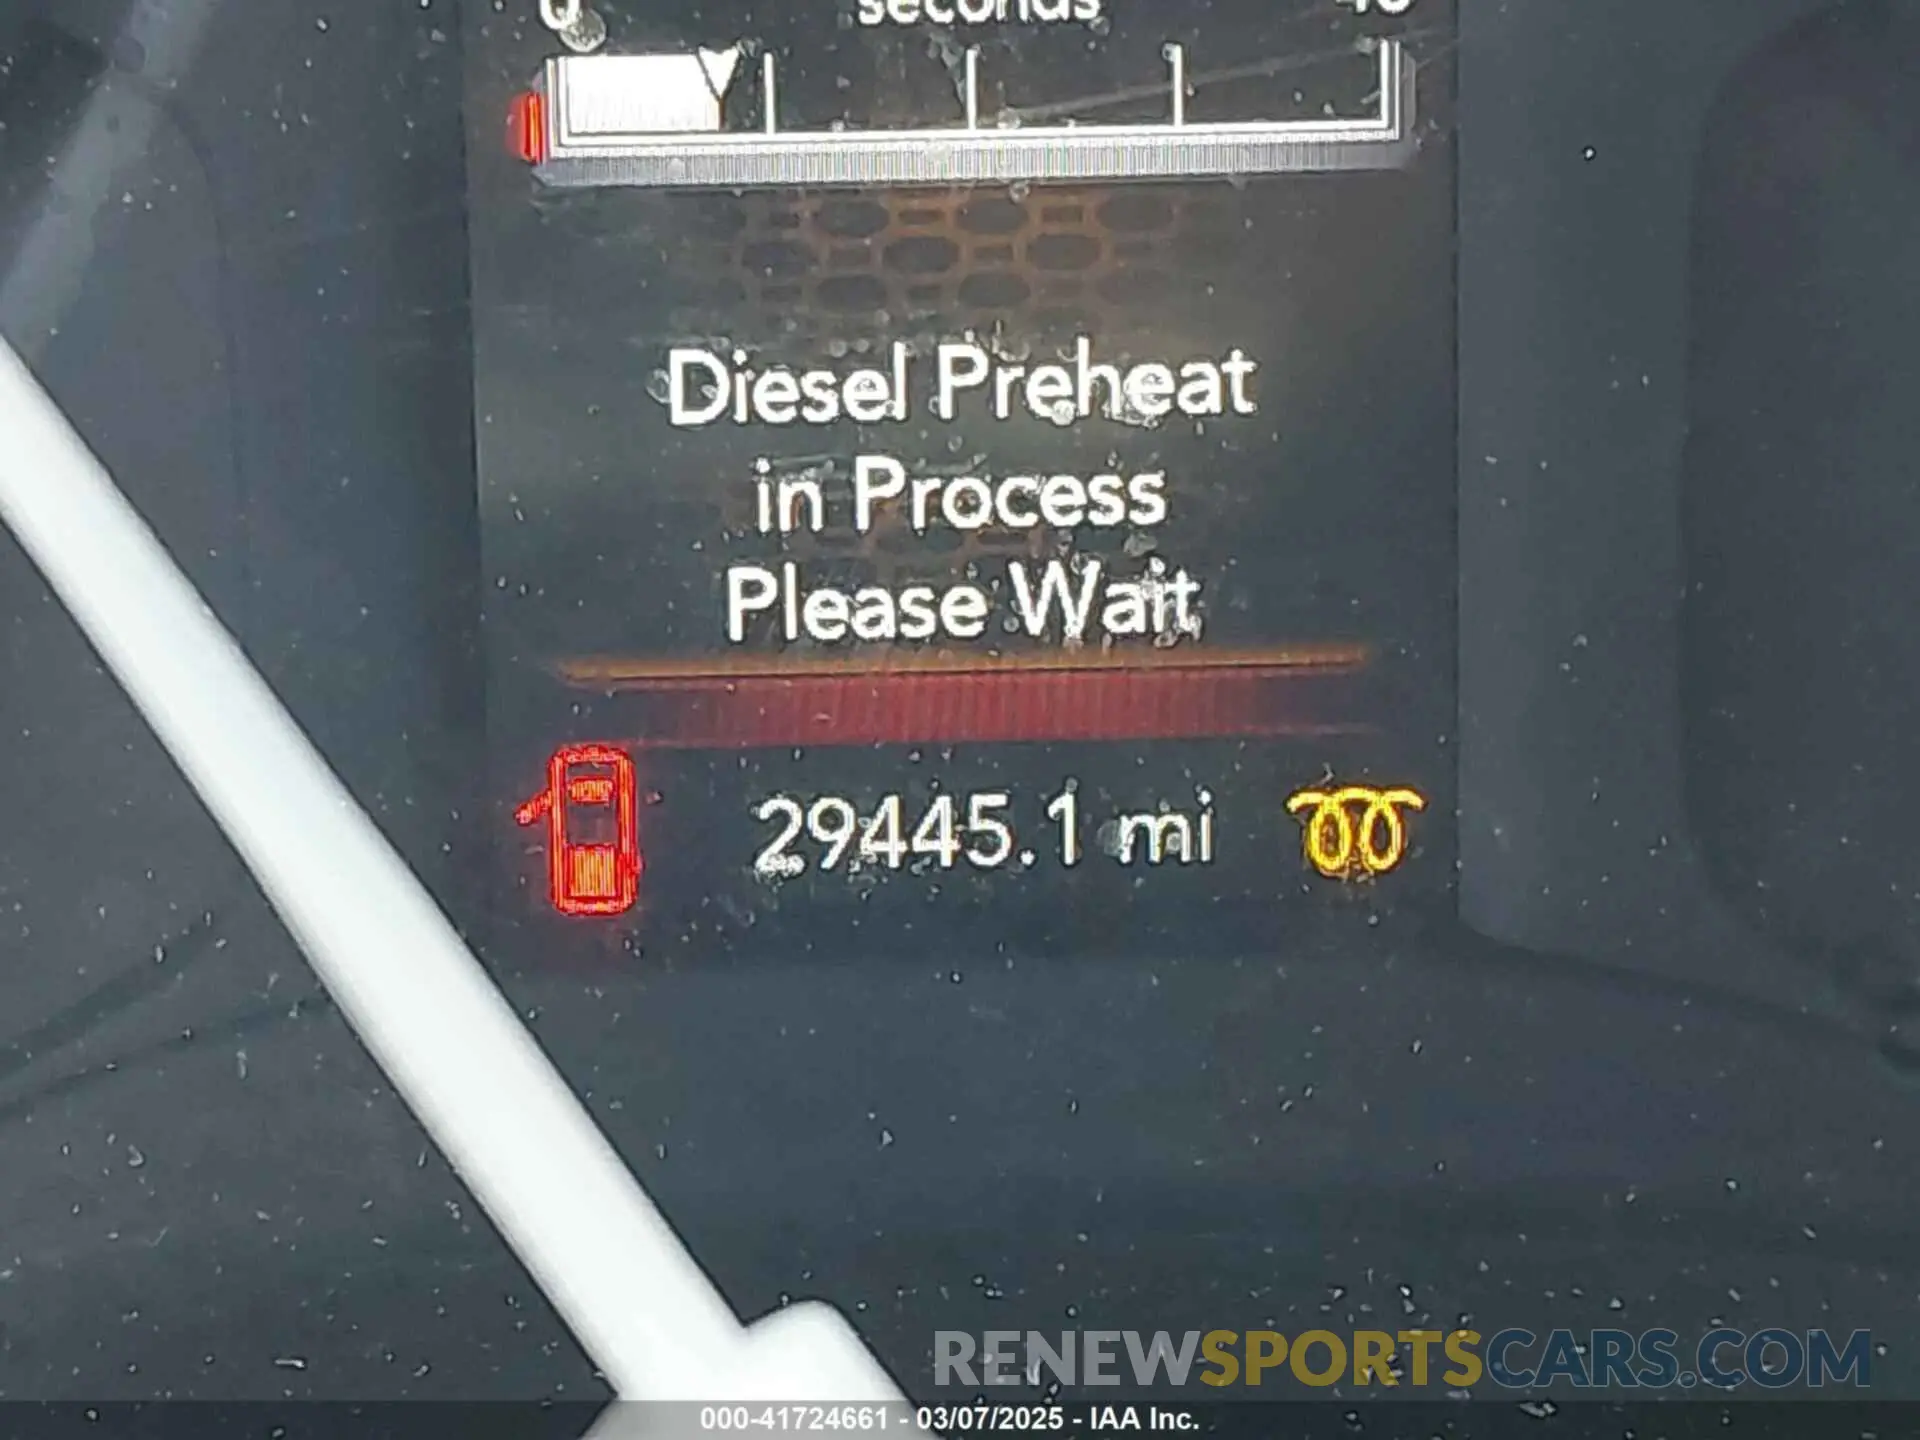 0 seconds
Diesel Preheat
in Process
Please Wait
29445.1 mi
RENEWSPORTSCARS.COM
000-41724661 - 03/07/2025 - IAA Inc.